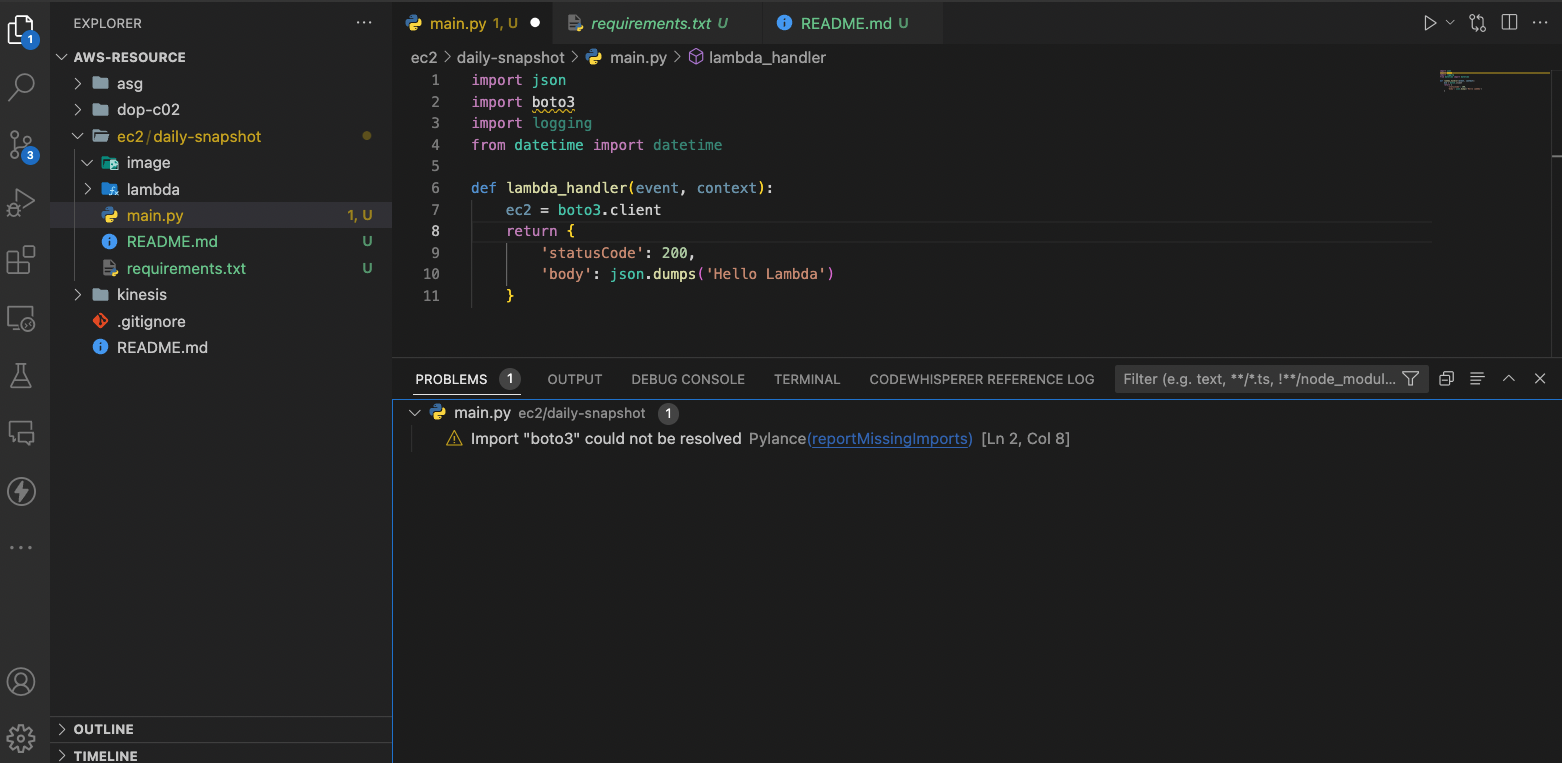 EXPLORER
AWS-RESOURCE
asg
dop-c02
ec2/daily-snapshot
image
lambda
main.py 1, U
README.md U
requirements.txt U
kinesis
.gitignore
README.md
OUTLINE
TIMELINE
1
3
main.py 1, U
requirements.txt U
README.md U
ec2 > daily-snapshot > main.py > lambda_handler
1 import json
2 import boto3
3 import logging
4 from datetime import datetime
5
6 def lambda_handler(event, context):
7 ec2 = boto3.client
8 return {
9 'statusCode': 200,
10 'body': json.dumps('Hello Lambda')
11 }
PROBLEMS 1 OUTPUT DEBUG CONSOLE TERMINAL CODEWHISPERER REFERENCE LOG Filter (e.g. text, **/*.ts, !**/node_modul...
main.py ec2/daily-snapshot 1
Import "boto3" could not be resolved Pylance(reportMissingImports) [Ln 2, Col 8]